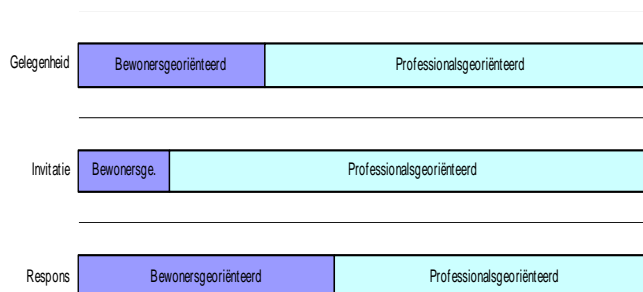 Gelegenheid Bewonersgeoriënteerd Professionalsgeoriënteerd
Invitatie Bewonersge. Professionalsgeoriënteerd
Respons Bewonersgeoriënteerd Professionalsgeoriënteerd